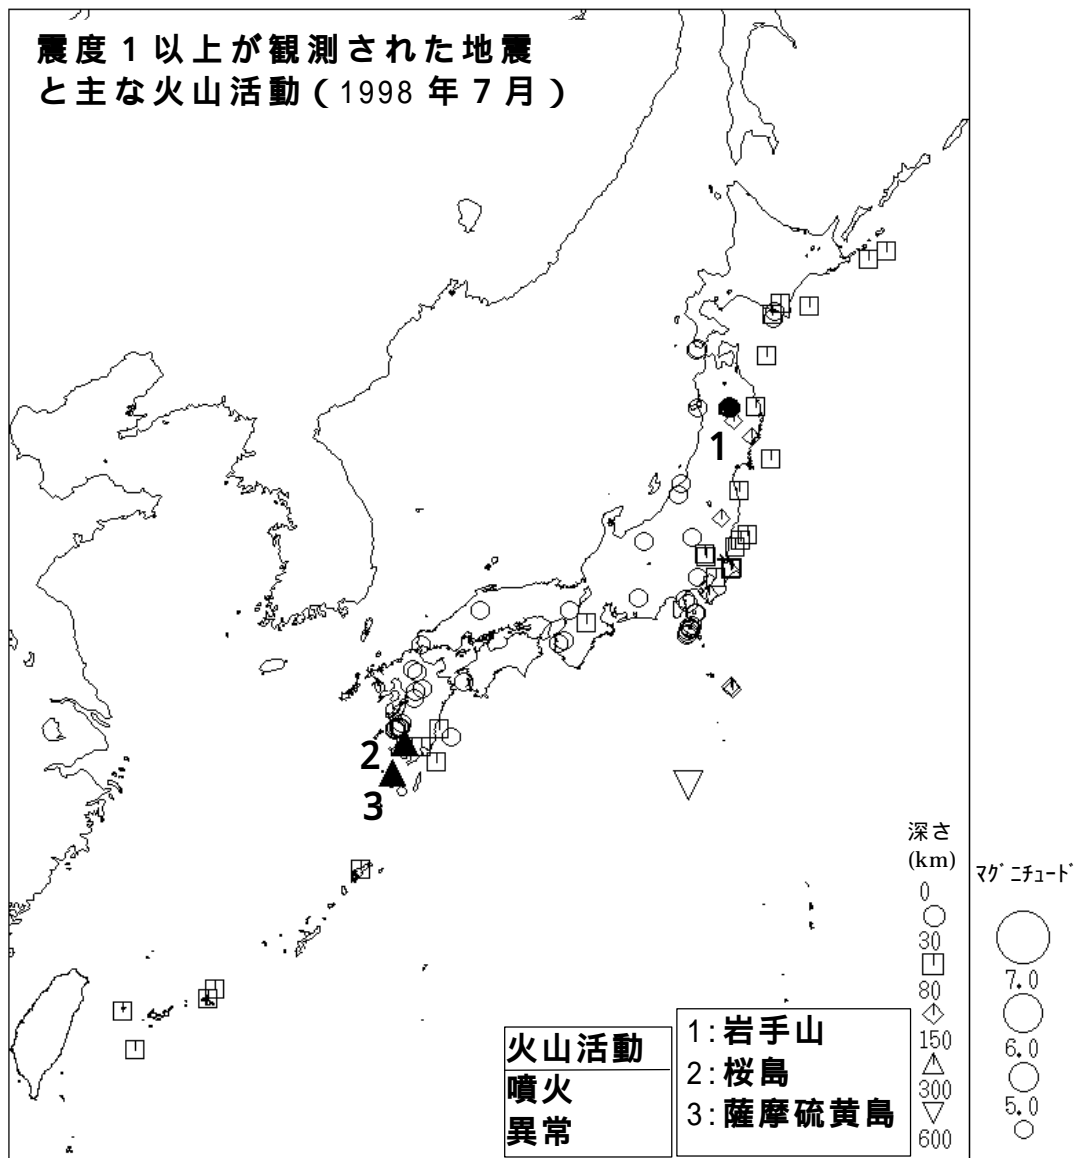 震度1以上が観測された地震
と主な火山活動(1998年7月)
1
2
3
深さ
(km)
0
30
80
150
300
600
マグニチュード
7.0
6.0
5.0
火山活動
噴火
異常
1:岩手山
2:桜島
3:薩摩硫黄島